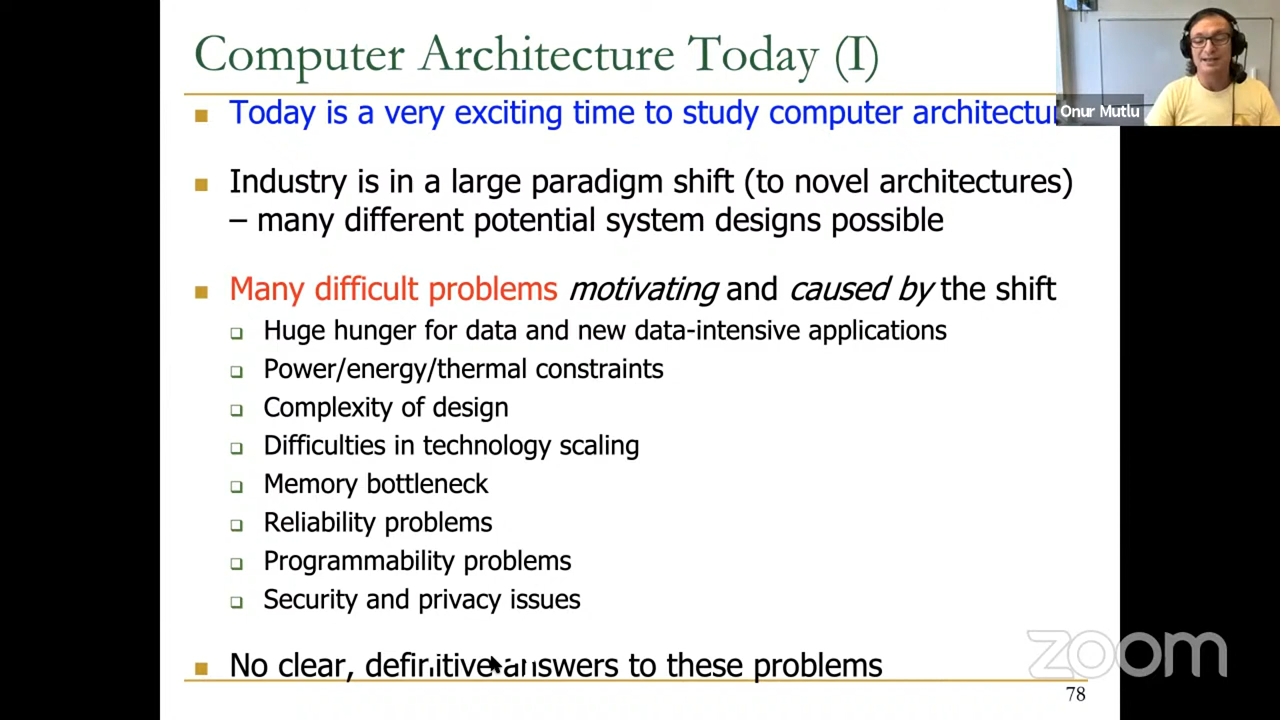 Computer Architecture Today (I)
Today is a very exciting time to study computer architectu
Onur Mutlu
Industry is in a large paradigm shift (to novel architectures)
– many different potential system designs possible
Many difficult problems motivating and caused by the shift
Huge hunger for data and new data-intensive applications
Power/energy/thermal constraints
Complexity of design
Difficulties in technology scaling
Memory bottleneck
Reliability problems
Programmability problems
Security and privacy issues
No clear, definitive answers to these problems
zoom
78